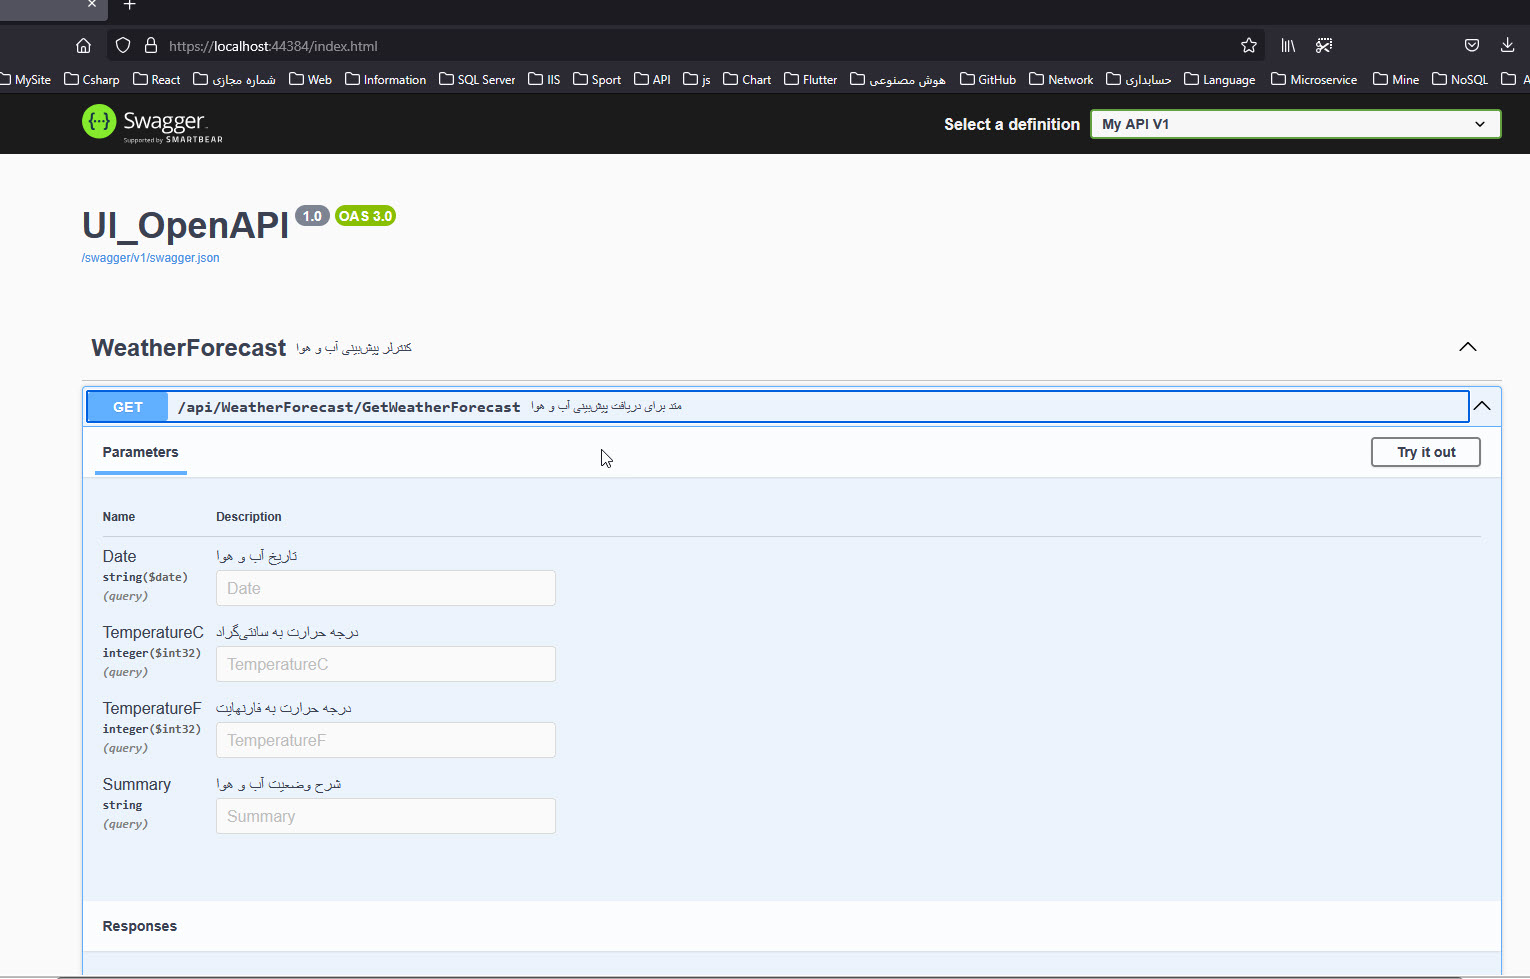 https://localhost:44384/index.html
MySite Csharp React شماره مجازی Web Information SQL Server IIS Sport API js Chart Flutter هوش مصنوعی GitHub Network حسابداری Language Microservice Mine NoSQL A
Swagger
Supported by SMARTBEAR
Select a definition
My API V1
UI_OpenAPI 1.0 OAS 3.0
/swagger/v1/swagger.json
WeatherForecast کنترلر پیش‌بینی آب و هوا
GET /api/WeatherForecast/GetWeatherForecast متد برای دریافت پیش‌بینی آب و هوا
Parameters
Try it out
Name Description
Date
string($date)
(query)
تاریخ آب و هوا
Date
TemperatureC
integer($int32)
(query)
درجه حرارت به سانتی‌گراد
TemperatureC
TemperatureF
integer($int32)
(query)
درجه حرارت به فارنهایت
TemperatureF
Summary
string
(query)
شرح وضعیت آب و هوا
Summary
Responses